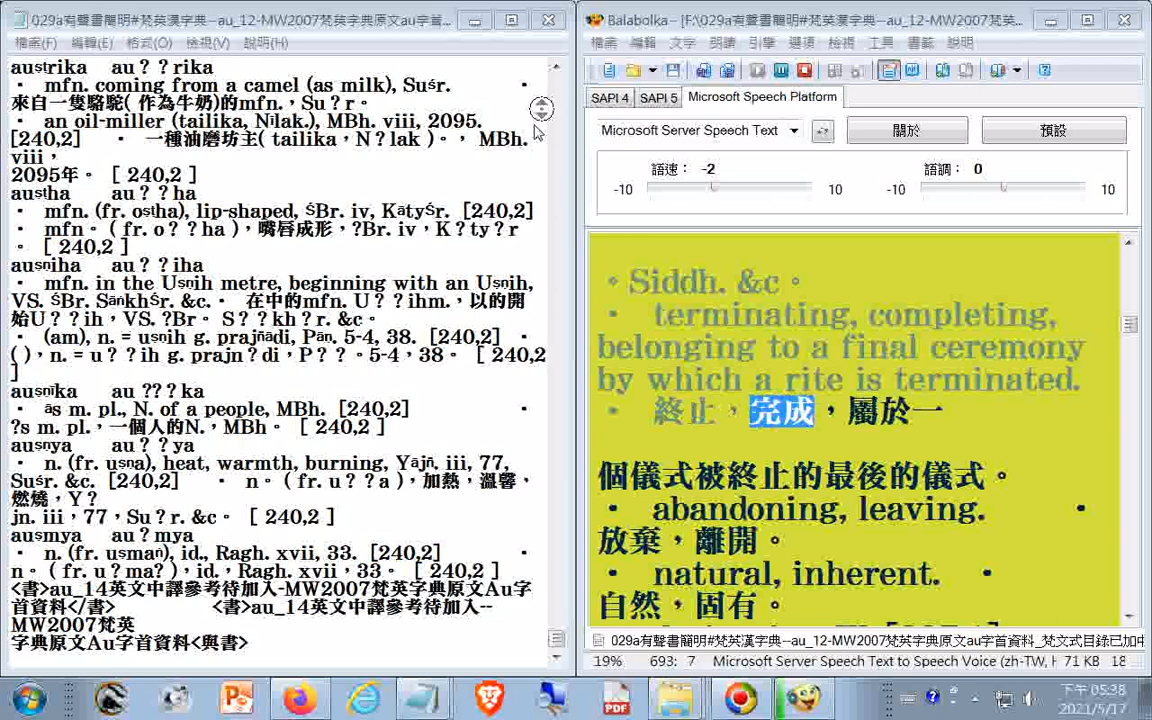 029a有聲書簡明#梵英漢字典--au_12-MW2007梵英字典原文au字首...
檔案(F) 編輯(E) 格式(O) 檢視(V) 說明(H)
austrika au? ? rika
• mfn. coming from a camel (as milk), Suśr. •
來自一隻駱駝( 作為牛奶)的mfn.，Su？r。
• an oil-miller (tailika, Nīlak.), MBh. viii, 2095.
[240,2] • 一種油磨坊主( tailika，N？lak )。， MBh.
viii，
2095年。 [ 240,2 ]
austha au? ? ha
• mfn. (fr. ostha), lip-shaped, ŚBr. iv, KātyŚr. [240,2]
• mfn。( fr. o？？ha )，嘴唇成形，?Br. iv，K？ty？r
。 [ 240,2 ]
ausniha au? ? iha
• mfn. in the Usnih metre, beginning with an Usnih,
VS. ŚBr. SāṅkhŚr. &c. • 在中的mfn. U？？ihm.，以的開
始U？？ih，VS. ?Br。 S？？kh？r. &c。
• (am), n. = usnih g. prajñādi, Pān. 5-4, 38. [240,2] •
( )，n. = u？？ih g. prajn？di，P？？。5-4，38。 [ 240,2
]
ausnīka au ?? ? ka
• ās m. pl., N. of a people, MBh. [240,2] •
?s m. pl.，一個人的N.，MBh。 [ 240,2 ]
ausnya au? ? ya
• n. (fr. usna), heat, warmth, burning, Yājñ. iii, 77,
Suśr. &c. [240,2] • n。( fr. u？？a )，加熱，溫馨，
燃燒，Y？
jn. iii，77，Su？r. &c。 [ 240,2 ]
ausmya au? mya
• n. (fr. usman), id., Ragh. xvii, 33. [240,2] •
n。( fr. u？ma？)，id.，Ragh. xvii，33。 [ 240,2 ]
<書>au_14英文中譯參考待加入-MW2007梵英字典原文Au字
首資料</書> <書>au_14英文中譯參考待加入--
MW2007梵英
字典原文Au字首資料<與書>
Balabolka - [F:\029a有聲書簡明#梵英漢字典--au_12-MW2007梵英...
檔案 編輯 文字 朗讀 引擎 選項 檢視 工具 書籤 說明
SAPI 4 SAPI 5 Microsoft Speech Platform
Microsoft Server Speech Text 關於 預設
語速： -2 語調： 0
-10 10 -10 10
• Siddh. &c。
• terminating, completing,
belonging to a final ceremony
by which a rite is terminated.
• 終止，完成，屬於一
個儀式被終止的最後的儀式。
• abandoning, leaving. •
放棄，離開。
• natural, inherent. •
自然，固有。
029a有聲書簡明#梵英漢字典--au_12-MW2007梵英字典原文au字首資料_梵文式目錄已加中
19% 693: 7 Microsoft Server Speech Text to Speech Voice (zh-TW, H 71 KB 18
下午 05:38
2021/5/17